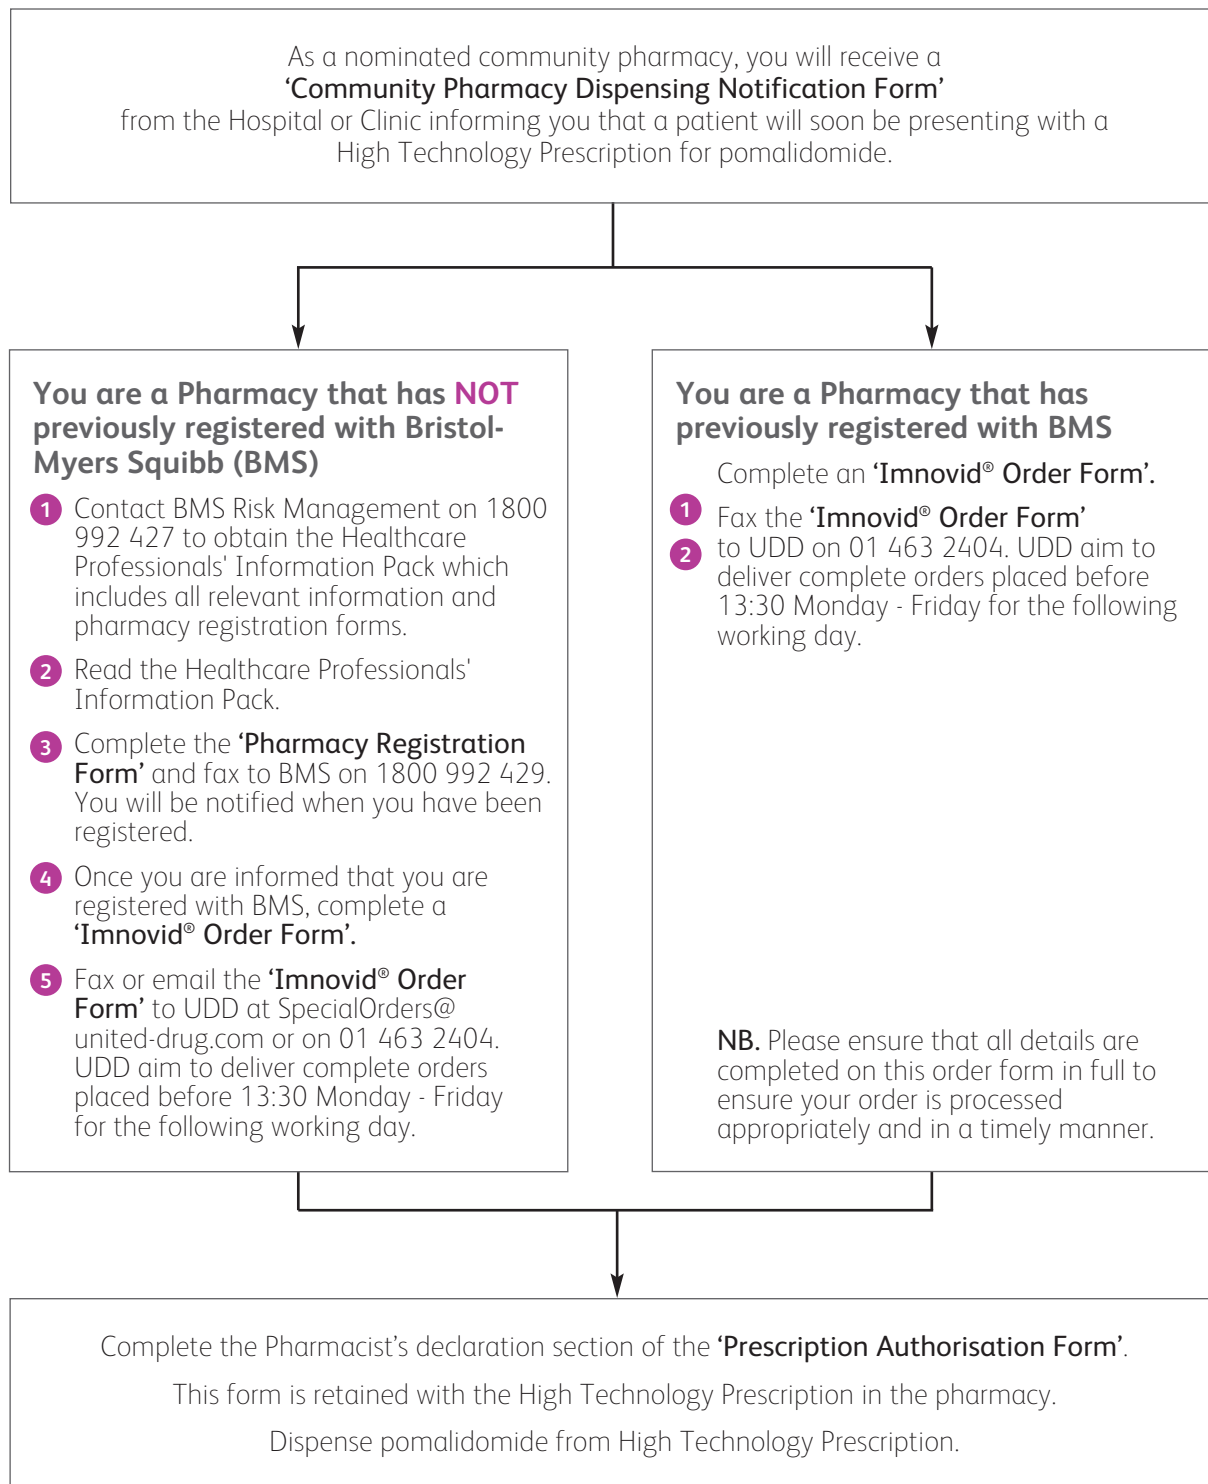 As a nominated community pharmacy, you will receive a
‘Community Pharmacy Dispensing Notification Form’
from the Hospital or Clinic informing you that a patient will soon be presenting with a
High Technology Prescription for pomalidomide.
You are a Pharmacy that has NOT
previously registered with Bristol-
Myers Squibb (BMS)
1 Contact BMS Risk Management on 1800
992 427 to obtain the Healthcare
Professionals' Information Pack which
includes all relevant information and
pharmacy registration forms.
2 Read the Healthcare Professionals'
Information Pack.
3 Complete the ‘Pharmacy Registration
Form’ and fax to BMS on 1800 992 429.
You will be notified when you have been
registered.
4 Once you are informed that you are
registered with BMS, complete a
‘Imnovid® Order Form’.
5 Fax or email the ‘Imnovid® Order
Form’ to UDD at SpecialOrders@
united-drug.com or on 01 463 2404.
UDD aim to deliver complete orders
placed before 13:30 Monday - Friday
for the following working day.
You are a Pharmacy that has
previously registered with BMS
Complete an ‘Imnovid® Order Form’.
1 Fax the ‘Imnovid® Order Form’
2 to UDD on 01 463 2404. UDD aim to
deliver complete orders placed before
13:30 Monday - Friday for the following
working day.
NB. Please ensure that all details are
completed on this order form in full to
ensure your order is processed
appropriately and in a timely manner.
Complete the Pharmacist’s declaration section of the ‘Prescription Authorisation Form’.
This form is retained with the High Technology Prescription in the pharmacy.
Dispense pomalidomide from High Technology Prescription.